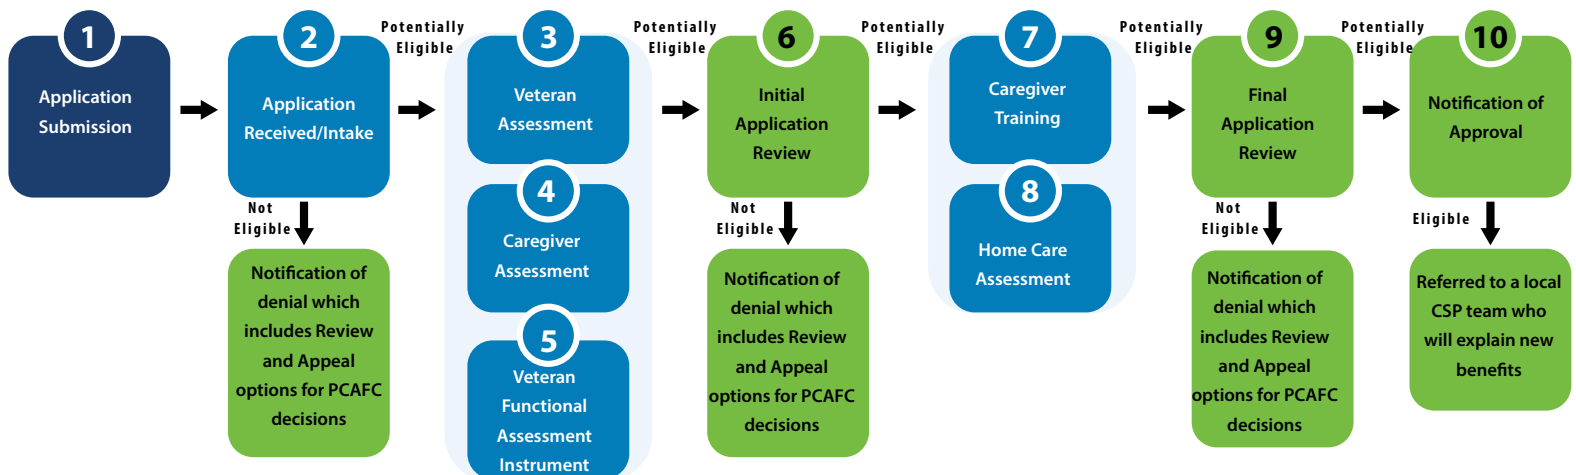 1
Application
Submission
2
Application
Received/Intake
Not
Eligible
Notification of
denial which
includes Review
and Appeal
options for PCAFC
decisions
Potentially
Eligible
3
Veteran
Assessment
4
Caregiver
Assessment
5
Veteran
Functional
Assessment
Instrument
Potentially
Eligible
6
Initial
Application
Review
Not
Eligible
Notification of
denial which
includes Review
and Appeal
options for PCAFC
decisions
Potentially
Eligible
7
Caregiver
Training
8
Home Care
Assessment
Potentially
Eligible
9
Final
Application
Review
Not
Eligible
Notification of
denial which
includes Review
and Appeal
options for PCAFC
decisions
Potentially
Eligible
10
Notification of
Approval
Eligible
Referred to a local
CSP team who
will explain new
benefits